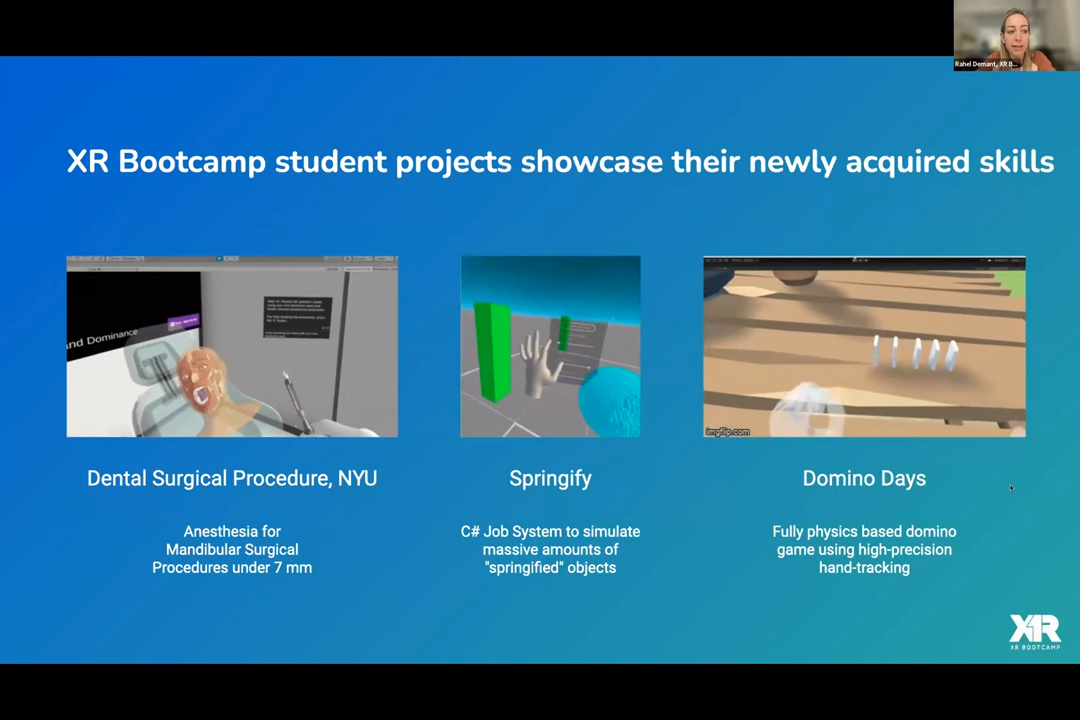 Rahel Demant, XR B...
XR Bootcamp student projects showcase their newly acquired skills
and Dominance
imgflip.com
Dental Surgical Procedure, NYU
Springify
Domino Days
Anesthesia for
Mandibular Surgical
Procedures under 7 mm
C# Job System to simulate
massive amounts of
"springified" objects
Fully physics based domino
game using high-precision
hand-tracking
XR
XR BOOTCAMP